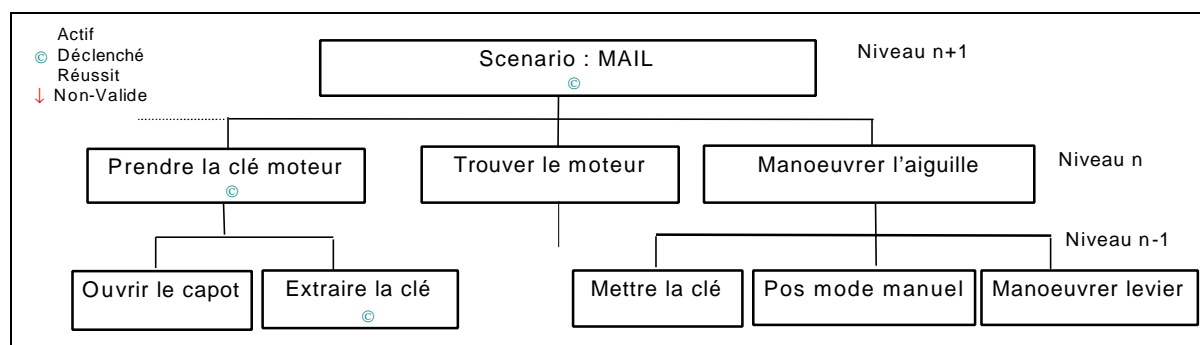 Actif
© Déclenché
Réussit
↓ Non-Valide
Scenario : MAIL
©
Niveau n+1
Prendre la clé moteur
©
Trouver le moteur
Manoeuvrer l'aiguille
Niveau n
Niveau n-1
Ouvrir le capot
Extraire la clé
©
Mettre la clé
Pos mode manuel
Manoeuvrer levier